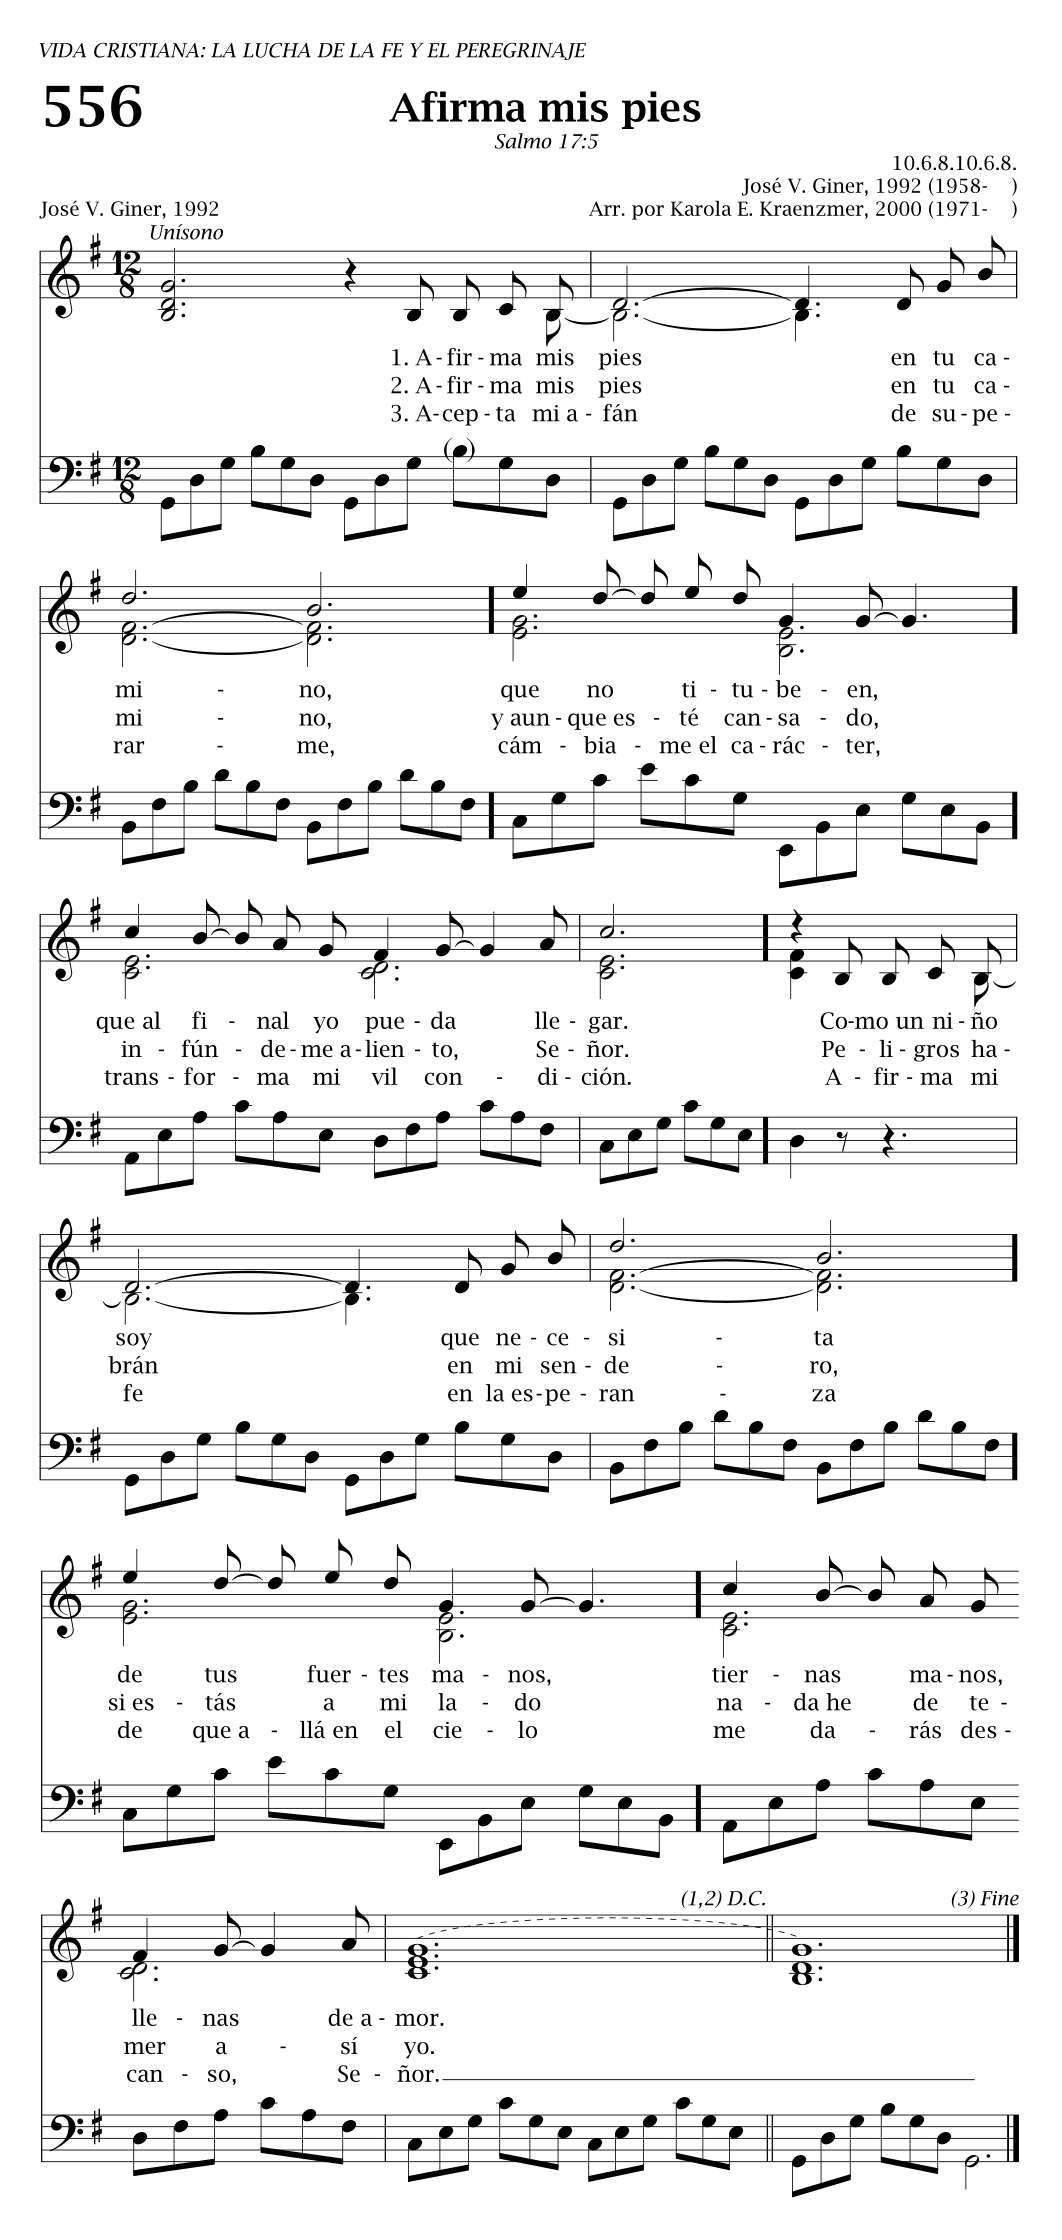 VIDA CRISTIANA: LA LUCHA DE LA FE Y EL PEREGRINAJE
556
Afirma mis pies
Salmo 17:5
10.6.8.10.6.8.
José V. Giner, 1992 (1958-    )
José V. Giner, 1992
Arr. por Karola E. Kraenzmer, 2000 (1971-    )
Unísono
12
8
1. A - fir - ma mis pies en tu ca -
2. A - fir - ma mis pies en tu ca -
3. A - cep - ta mi a - fán de su - pe -
12
8
mi - no, que no ti - tu - be - en,
mi - no, y aun - que es - té can - sa - do,
rar - me, cám - bia - me el ca - rác - ter,
que al fi - nal yo pue - da lle - gar. Co - mo un ni - ño
in - fún - de - me a - lien - to, Se - ñor. Pe - li - gros ha -
trans - for - ma mi vil con - di - ción. A - fir - ma mi
soy que ne - ce - si - ta
brán en mi sen - de - ro,
fe en la es - pe - ran - za
de tus fuer - tes ma - nos, tier - nas ma - nos,
si es - tás a mi la - do na - da he de te -
de que a - llá en el cie - lo me da - rás des -
(1,2) D.C.
(3) Fine
lle - nas de a - mor.
mer a - sí yo.
can - so, Se - ñor.